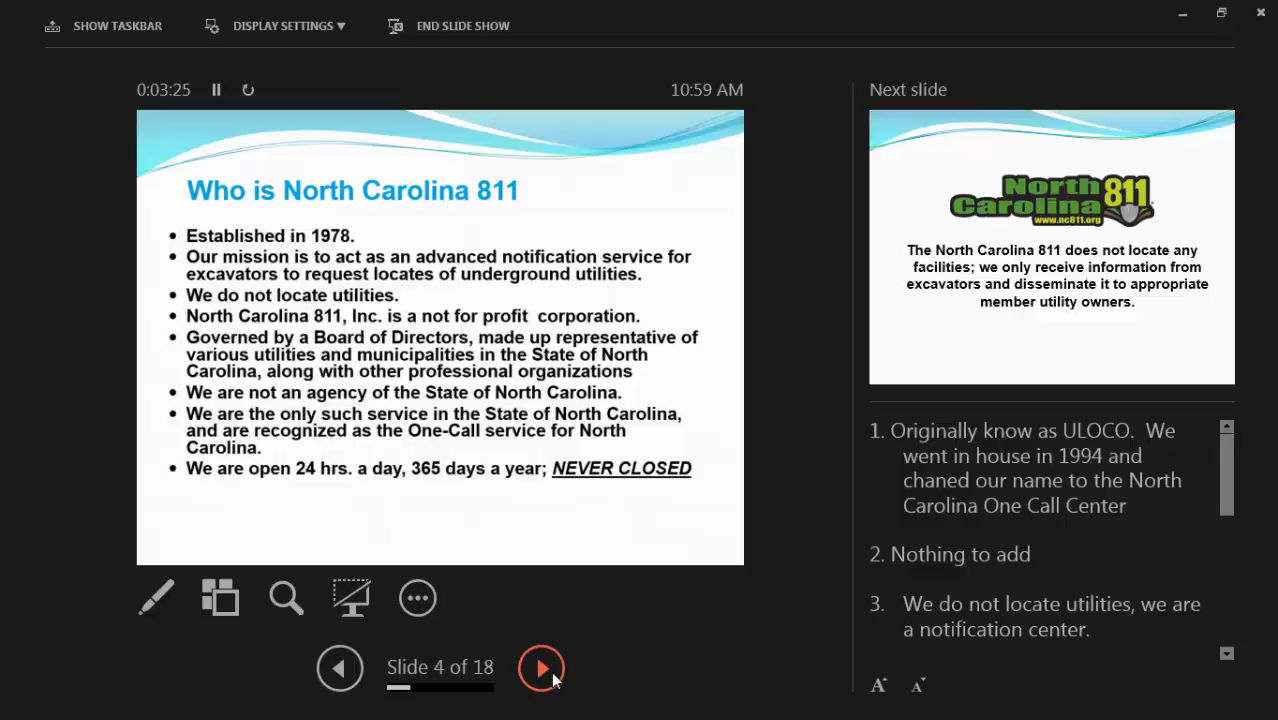 SHOW TASKBAR DISPLAY SETTINGS ▼ END SLIDE SHOW
0:03:25 10:59 AM
Who is North Carolina 811
• Established in 1978.
• Our mission is to act as an advanced notification service for
excavators to request locates of underground utilities.
• We do not locate utilities.
• North Carolina 811, Inc. is a not for profit corporation.
• Governed by a Board of Directors, made up representative of
various utilities and municipalities in the State of North
Carolina, along with other professional organizations
• We are not an agency of the State of North Carolina.
• We are the only such service in the State of North Carolina,
and are recognized as the One-Call service for North
Carolina.
• We are open 24 hrs. a day, 365 days a year; NEVER CLOSED
Slide 4 of 18
Next slide
North
Carolina 811
www.nc811.org
The North Carolina 811 does not locate any
facilities; we only receive information from
excavators and disseminate it to appropriate
member utility owners.
1. Originally know as ULOCO. We
went in house in 1994 and
chaned our name to the North
Carolina One Call Center
2. Nothing to add
3. We do not locate utilities, we are
a notification center.
A A